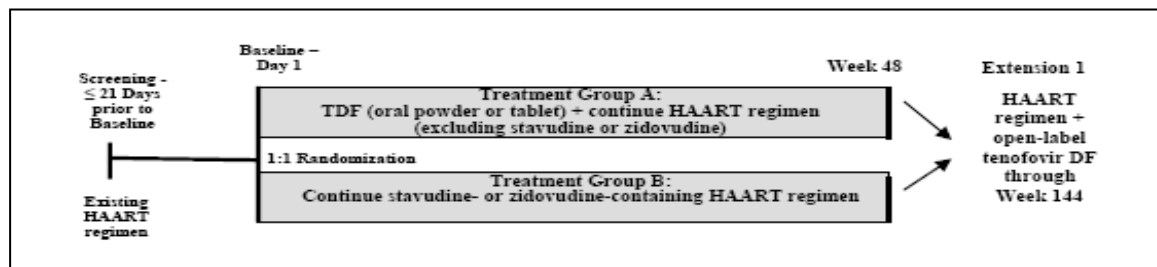 Screening -
≤ 21 Days
prior to
Baseline
Existing
HAART
regimen
Baseline –
Day 1
Week 48
Treatment Group A:
TDF (oral powder or tablet) + continue HAART regimen
(excluding stavudine or zidovudine)
1:1 Randomization
Treatment Group B:
Continue stavudine- or zidovudine-containing HAART regimen
Extension 1
HAART
regimen +
open-label
tenofovir DF
through
Week 144